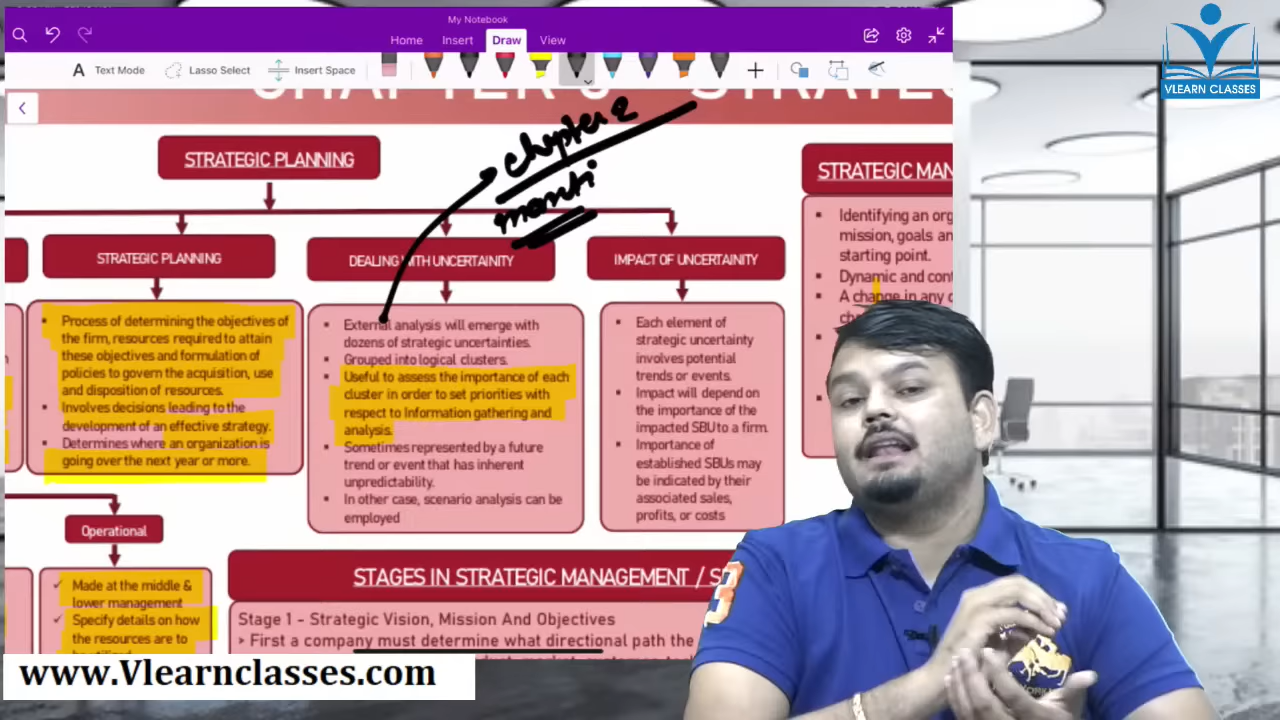 My Notebook
Home
Insert
Draw
View
Text Mode
Lasso Select
Insert Space
VLEARN CLASSES
chapter 2
STRATEGIC PLANNING
STRATEGIC PLANNING
Process of determining the objectives of
the firm, resources required to attain
these objectives and formulation of
policies to govern the acquisition, use
and disposition of resources.
Involves decisions leading to the
development of an effective strategy.
Determines where an organization is
going over the next year or more.
DEALING WITH UNCERTAINITY
External analysis will emerge with
dozens of strategic uncertainties.
Grouped into logical clusters.
Useful to assess the importance of each
cluster in order to set priorities with
respect to Information gathering and
analysis.
Sometimes represented by a future
trend or event that has inherent
unpredictability.
In other case, scenario analysis can be
employed
IMPACT OF UNCERTAINITY
Each element of
strategic uncertainty
involves potential
trends or events.
Impact will depend on
the importance of the
impacted SBU to a firm.
Importance of
established SBUs may
be indicated by their
associated sales,
profits, or costs
STRATEGIC MAN
Identifying an org
mission, goals an
starting point.
Dynamic and cont
A change in any o
Operational
Made at the middle &
lower management
Specify details on how
the resources are to
STAGES IN STRATEGIC MANAGEMENT /
Stage 1 - Strategic Vision, Mission And Objectives
First a company must determine what directional path the
www.Vlearnclasses.com